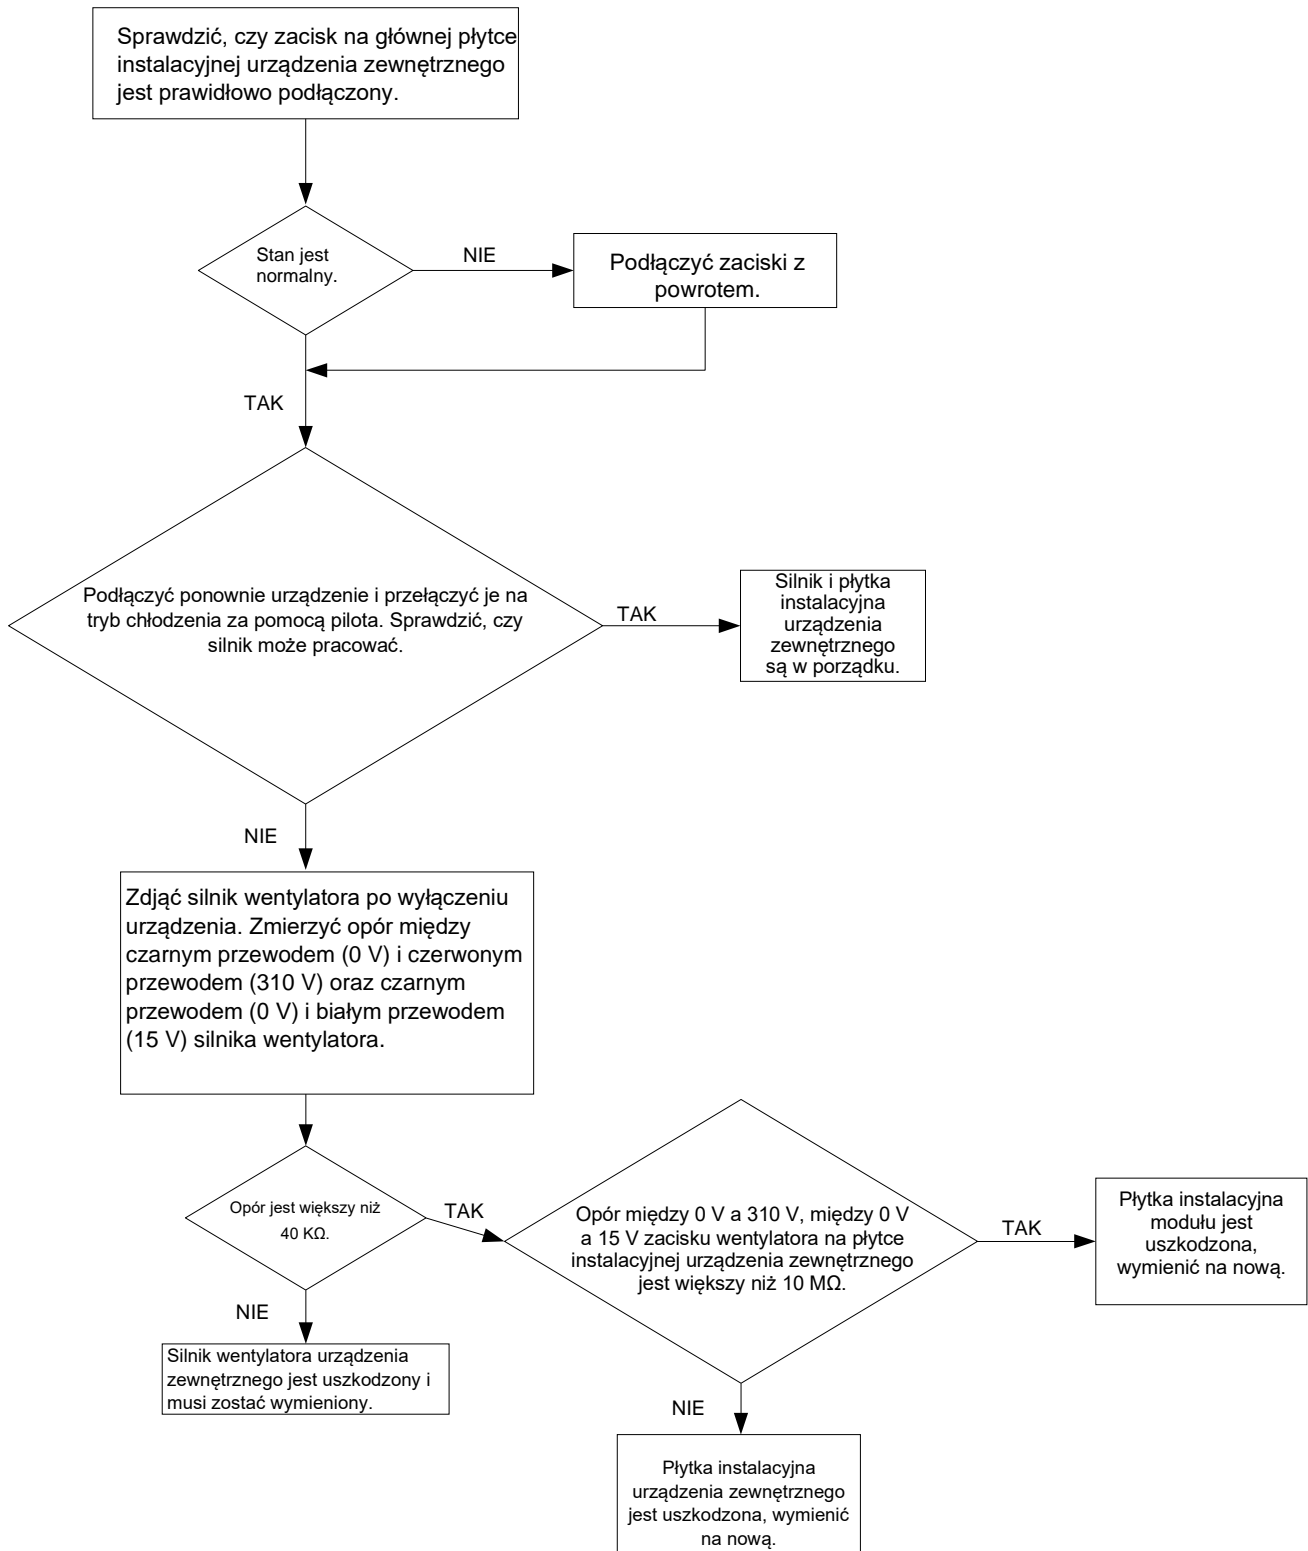 Sprawdzić, czy zacisk na głównej płytce
instalacyjnej urządzenia zewnętrznego
jest prawidłowo podłączony.
Stan jest
normalny.
NIE
Podłączyć zaciski z
powrotem.
TAK
Podłączyć ponownie urządzenie i przełączyć je na
tryb chłodzenia za pomocą pilota. Sprawdzić, czy
silnik może pracować.
TAK
Silnik i płytka
instalacyjna
urządzenia
zewnętrznego
są w porządku.
NIE
Zdjąć silnik wentylatora po wyłączeniu
urządzenia. Zmierzyć opór między
czarnym przewodem (0 V) i czerwonym
przewodem (310 V) oraz czarnym
przewodem (0 V) i białym przewodem
(15 V) silnika wentylatora.
Opór jest większy niż
40 KΩ.
TAK
Opór między 0 V a 310 V, między 0 V
a 15 V zacisku wentylatora na płytce
instalacyjnej urządzenia zewnętrznego
jest większy niż 10 MΩ.
TAK
Płytka instalacyjna
modułu jest
uszkodzona,
wymienić na nową.
NIE
Silnik wentylatora urządzenia
zewnętrznego jest uszkodzony i
musi zostać wymieniony.
NIE
Płytka instalacyjna
urządzenia zewnętrznego
jest uszkodzona, wymienić
na nową.